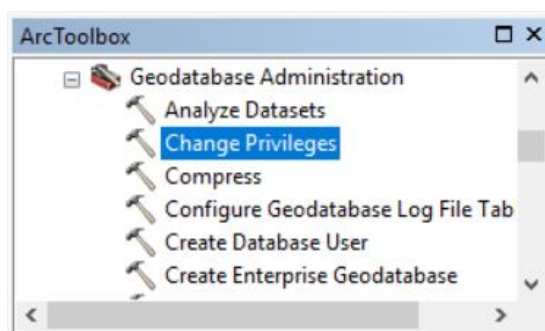 ArcToolbox
Geodatabase Administration
Analyze Datasets
Change Privileges
Compress
Configure Geodatabase Log File Tab
Create Database User
Create Enterprise Geodatabase